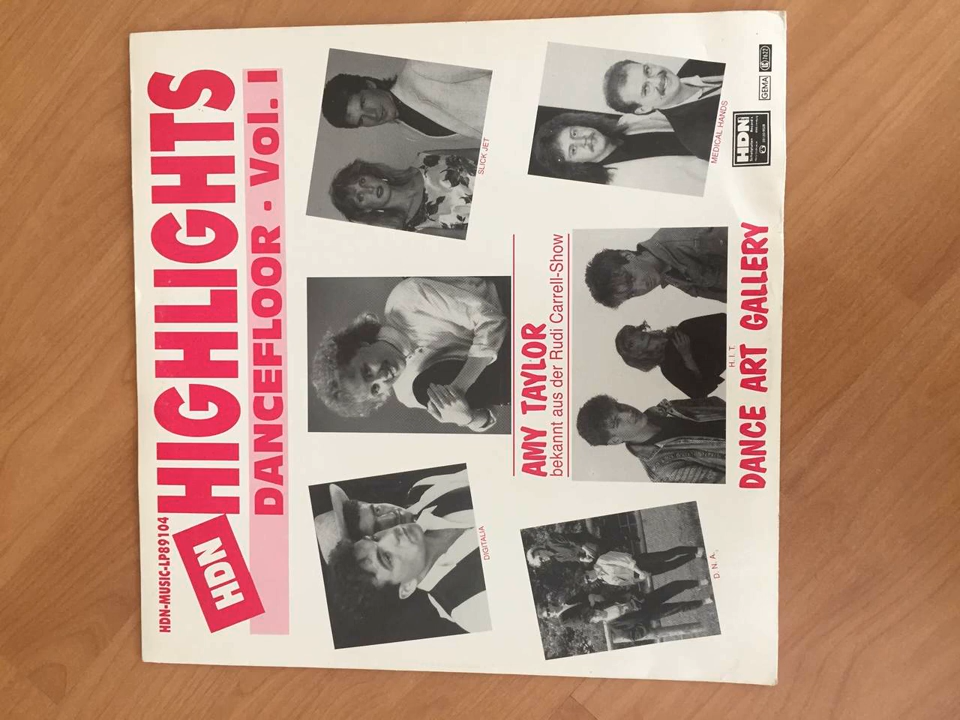 HDN-MUSIC-LP89104
HDN HIGHLIGHTS
DANCEFLOOR · Vol. I
DIGITALIA
SLICK JET
AMY TAYLOR
bekannt aus der Rudi Carrell-Show
D. N. A.
H. I. T.
MEDICAL HANDS
DANCE ART GALLERY
HDN
GEMA